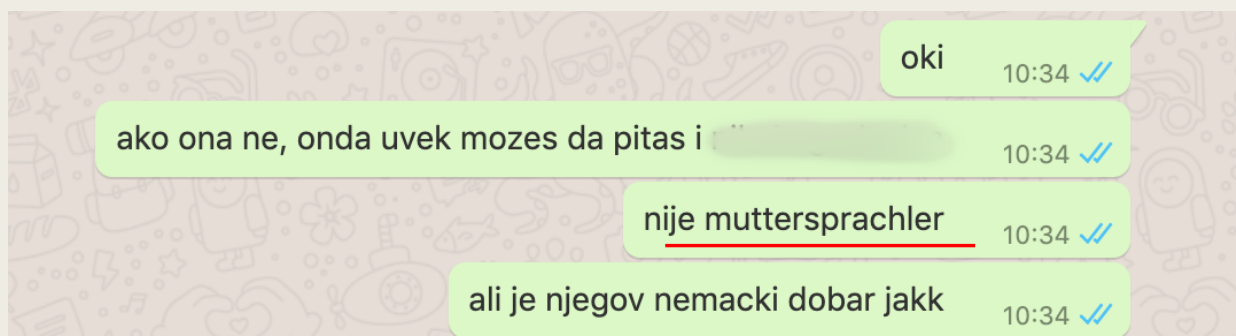 oki
10:34
ako ona ne, onda uvek mozes da pitas i
10:34
nije muttersprachler
10:34
ali je njegov nemacki dobar jakk
10:34